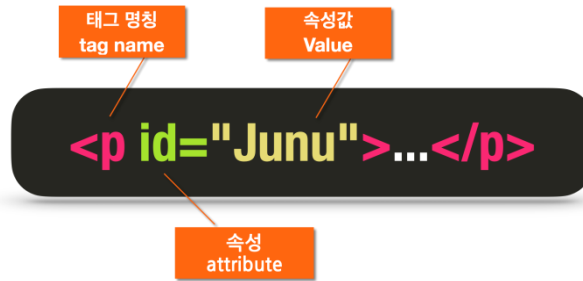 태그 명칭
tag name
속성값
Value
<p id="Junu">...</p>
속성
attribute